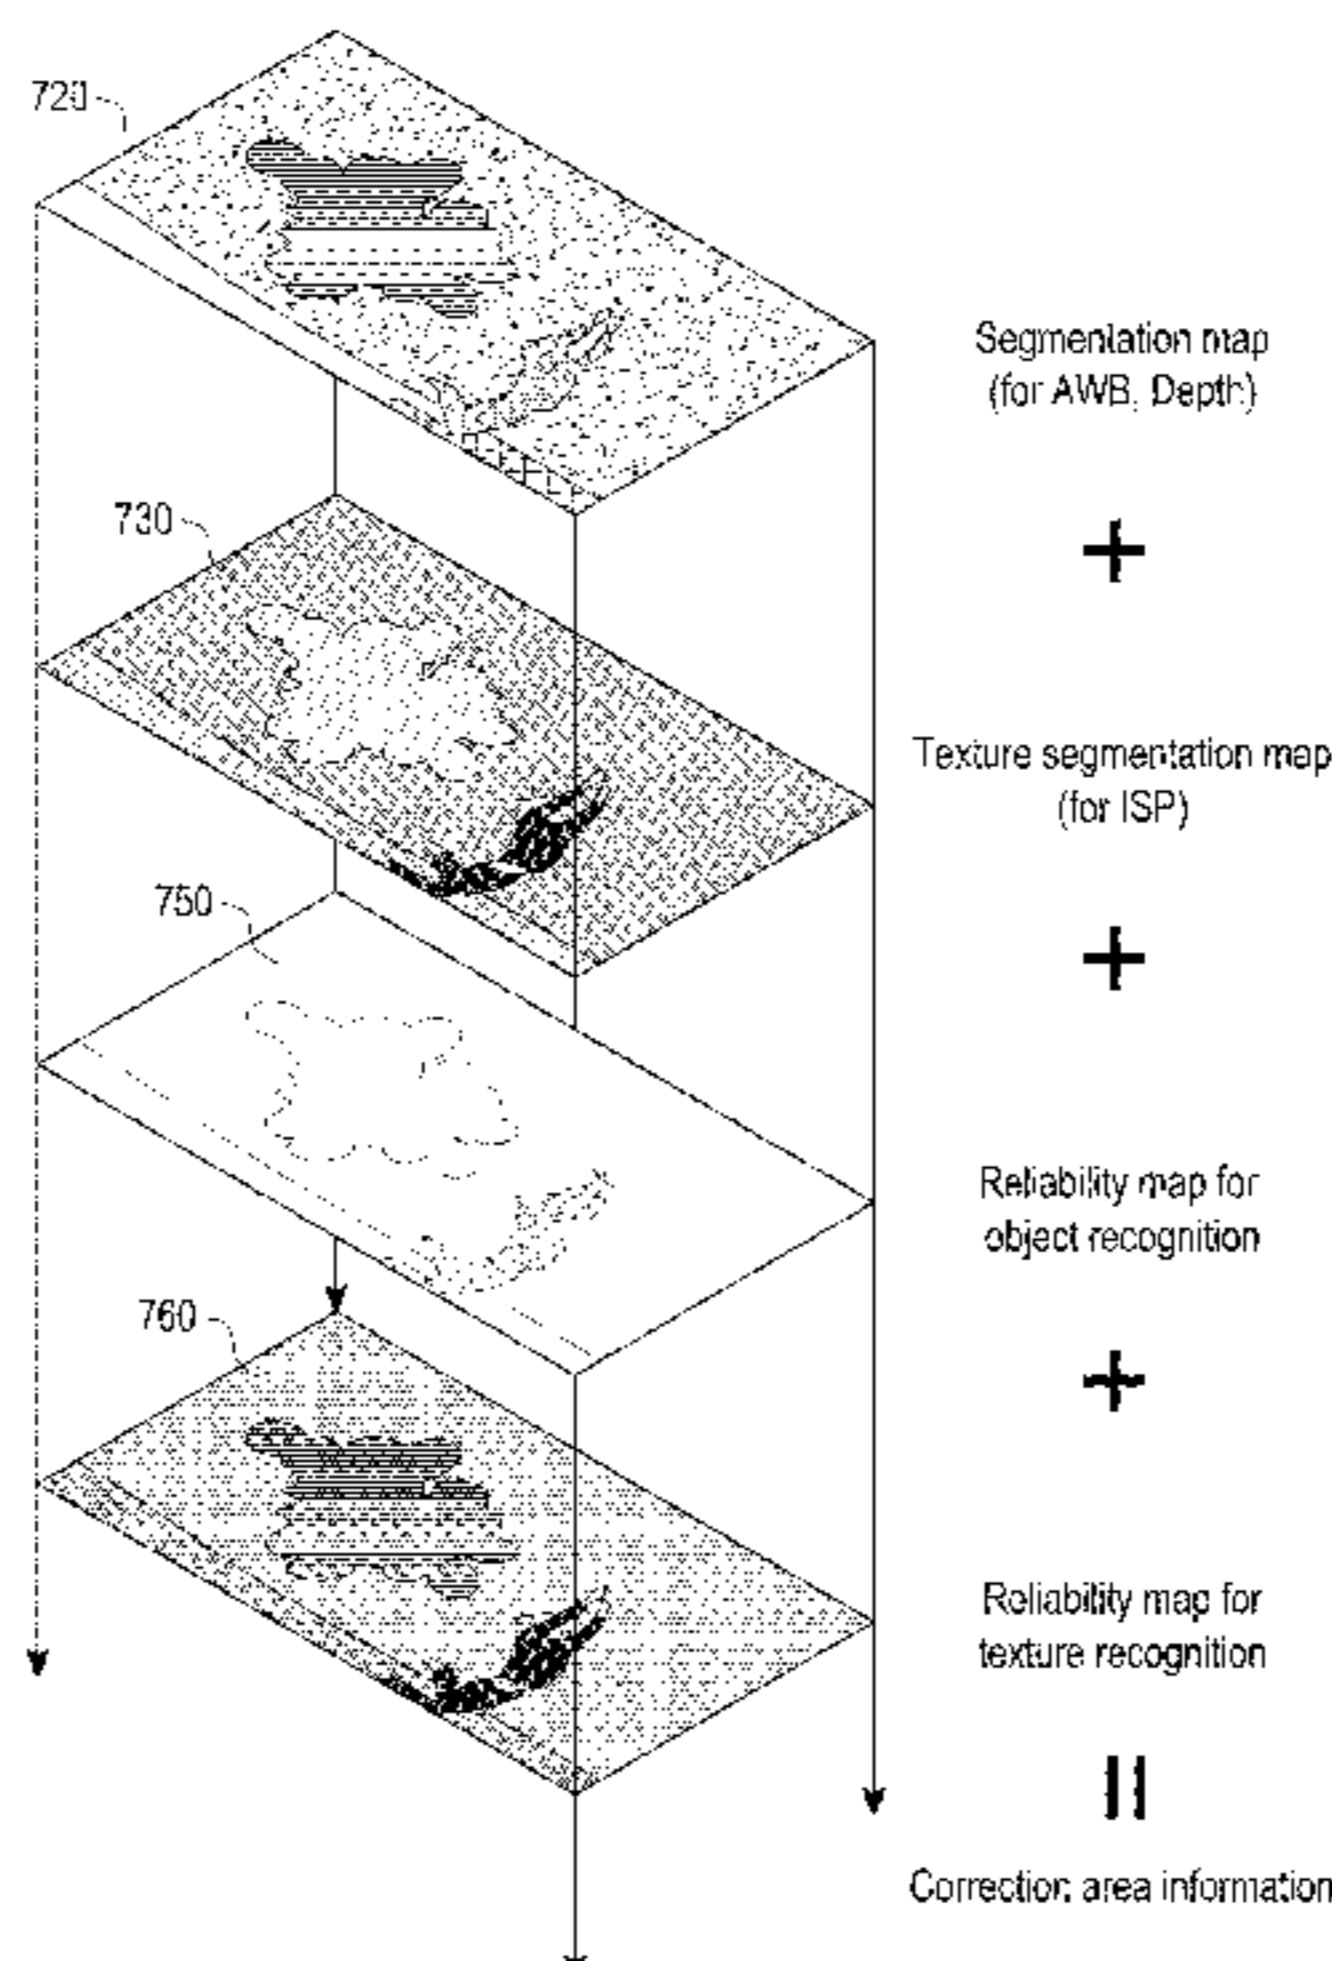 720
Segmentation map
(for AWB, Depth)
+
730
Texture segmentation map
(for ISP)
+
750
Reliability map for
object recognition
+
760
Reliability map for
texture recognition
=
Correction area information